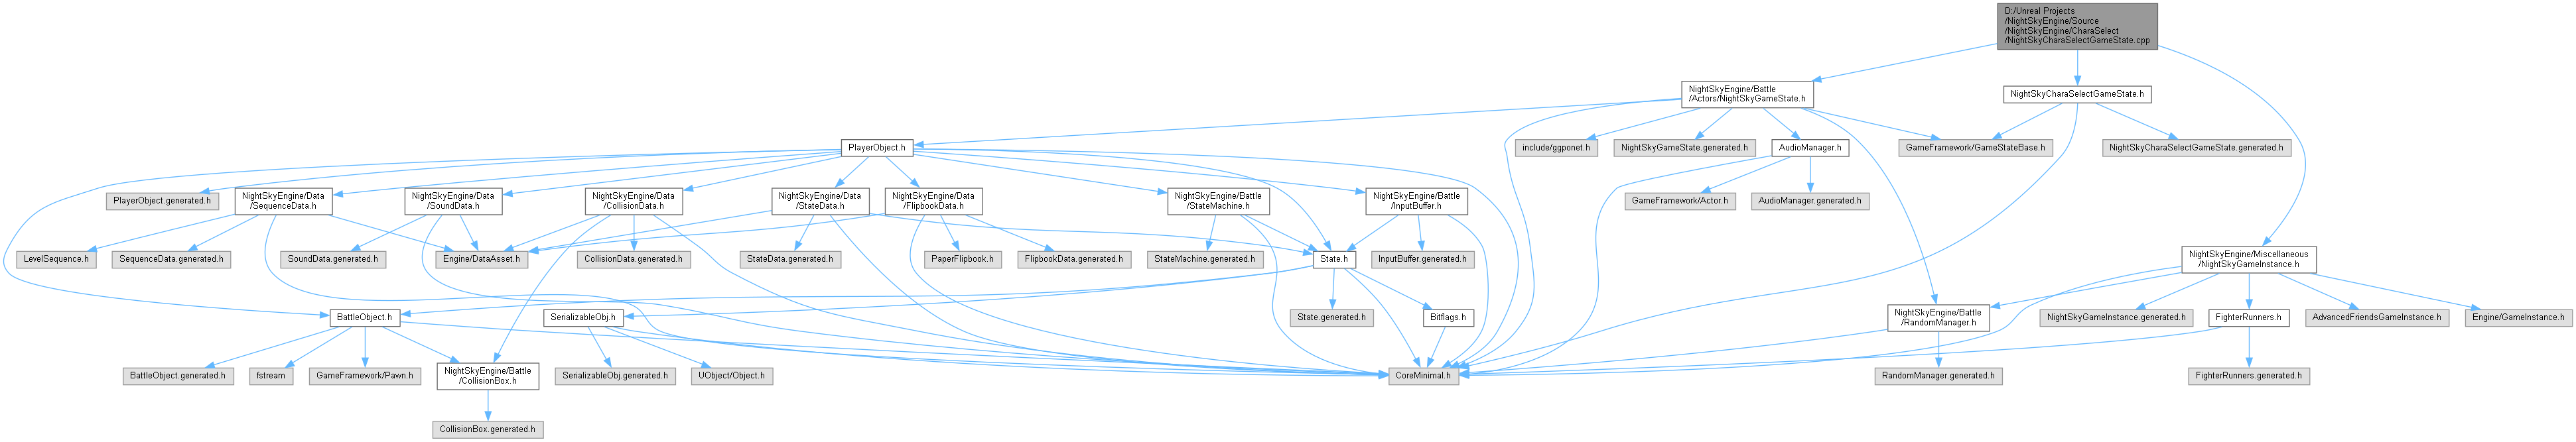 D:/Unreal Projects
/NightSkyEngine/Source
/NightSkyEngine/CharaSelect
/NightSkyCharaSelectGameState.cpp
NightSkyEngine/Battle
/Actors/NightSkyGameState.h
NightSkyCharaSelectGameState.h
PlayerObject.h
include/ggponet.h
NightSkyGameState.generated.h
AudioManager.h
GameFramework/GameStateBase.h
NightSkyCharaSelectGameState.generated.h
PlayerObject.generated.h
NightSkyEngine/Data
/SequenceData.h
NightSkyEngine/Data
/SoundData.h
NightSkyEngine/Data
/CollisionData.h
NightSkyEngine/Data
/StateData.h
NightSkyEngine/Data
/FlipbookData.h
NightSkyEngine/Battle
/StateMachine.h
NightSkyEngine/Battle
/InputBuffer.h
GameFramework/Actor.h
AudioManager.generated.h
LevelSequence.h
SequenceData.generated.h
SoundData.generated.h
Engine/DataAsset.h
CollisionData.generated.h
StateData.generated.h
PaperFlipbook.h
FlipbookData.generated.h
StateMachine.generated.h
State.h
InputBuffer.generated.h
NightSkyEngine/Miscellaneous
/NightSkyGameInstance.h
BattleObject.h
SerializableObj.h
State.generated.h
Bitflags.h
NightSkyEngine/Battle
/RandomManager.h
NightSkyGameInstance.generated.h
FighterRunners.h
AdvancedFriendsGameInstance.h
Engine/GameInstance.h
BattleObject.generated.h
fstream
GameFramework/Pawn.h
NightSkyEngine/Battle
/CollisionBox.h
SerializableObj.generated.h
UObject/Object.h
CoreMinimal.h
RandomManager.generated.h
FighterRunners.generated.h
CollisionBox.generated.h